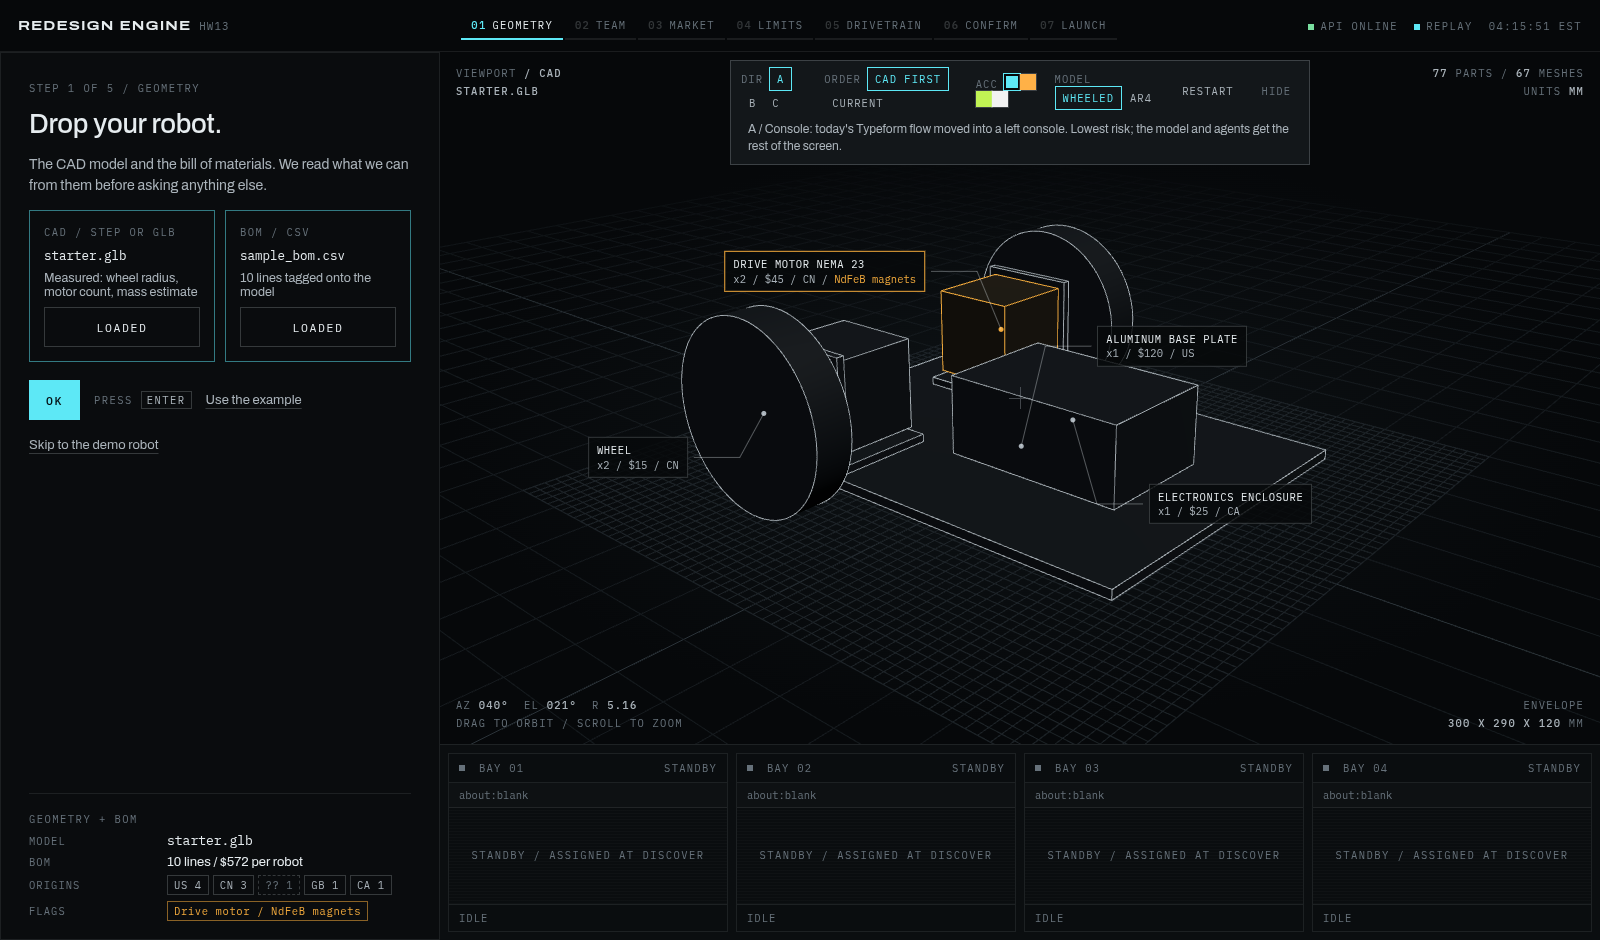 REDESIGN ENGINE HW13
01 GEOMETRY 02 TEAM 03 MARKET 04 LIMITS 05 DRIVETRAIN 06 CONFIRM 07 LAUNCH
API ONLINE REPLAY 04:15:51 EST
STEP 1 OF 5 / GEOMETRY
Drop your robot.
The CAD model and the bill of materials. We read what we can
from them before asking anything else.
CAD / STEP OR GLB
starter.glb
Measured: wheel radius,
motor count, mass estimate
LOADED
BOM / CSV
sample_bom.csv
10 lines tagged onto the
model
LOADED
OK PRESS ENTER Use the example
Skip to the demo robot
GEOMETRY + BOM
MODEL starter.glb
BOM 10 lines / $572 per robot
ORIGINS US 4 CN 3 ?? 1 GB 1 CA 1
FLAGS Drive motor / NdFeB magnets
VIEWPORT / CAD
STARTER.GLB
DIR A B C
ORDER CAD FIRST CURRENT
ACC
MODEL WHEELED AR4
RESTART HIDE
A / Console: today's Typeform flow moved into a left console. Lowest risk; the model and agents get the
rest of the screen.
77 PARTS / 67 MESHES
UNITS MM
DRIVE MOTOR NEMA 23
x2 / $45 / CN / NdFeB magnets
ALUMINUM BASE PLATE
x1 / $120 / US
WHEEL
x2 / $15 / CN
ELECTRONICS ENCLOSURE
x1 / $25 / CA
AZ 040° EL 021° R 5.16
DRAG TO ORBIT / SCROLL TO ZOOM
ENVELOPE
300 X 290 X 120 MM
BAY 01 STANDBY
about:blank
STANDBY / ASSIGNED AT DISCOVER
IDLE
BAY 02 STANDBY
about:blank
STANDBY / ASSIGNED AT DISCOVER
IDLE
BAY 03 STANDBY
about:blank
STANDBY / ASSIGNED AT DISCOVER
IDLE
BAY 04 STANDBY
about:blank
STANDBY / ASSIGNED AT DISCOVER
IDLE